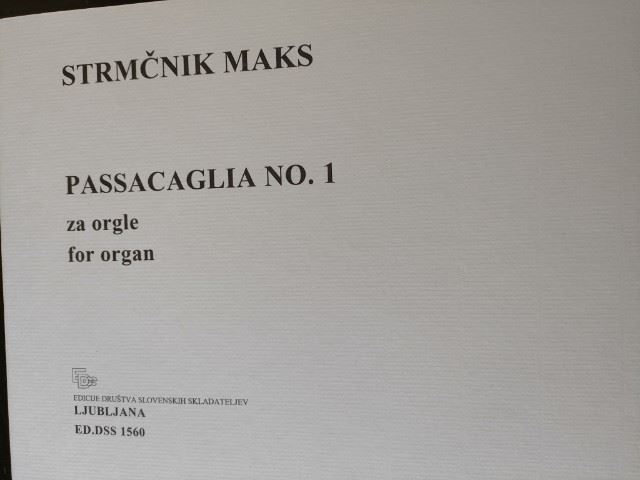 STRMČNIK MAKS
PASSACAGLIA NO. 1
za orgle
for organ
EDICIJE DRUŠTVA SLOVENSKIH SKLADATELJEV
LJUBLJANA
ED.DSS 1560